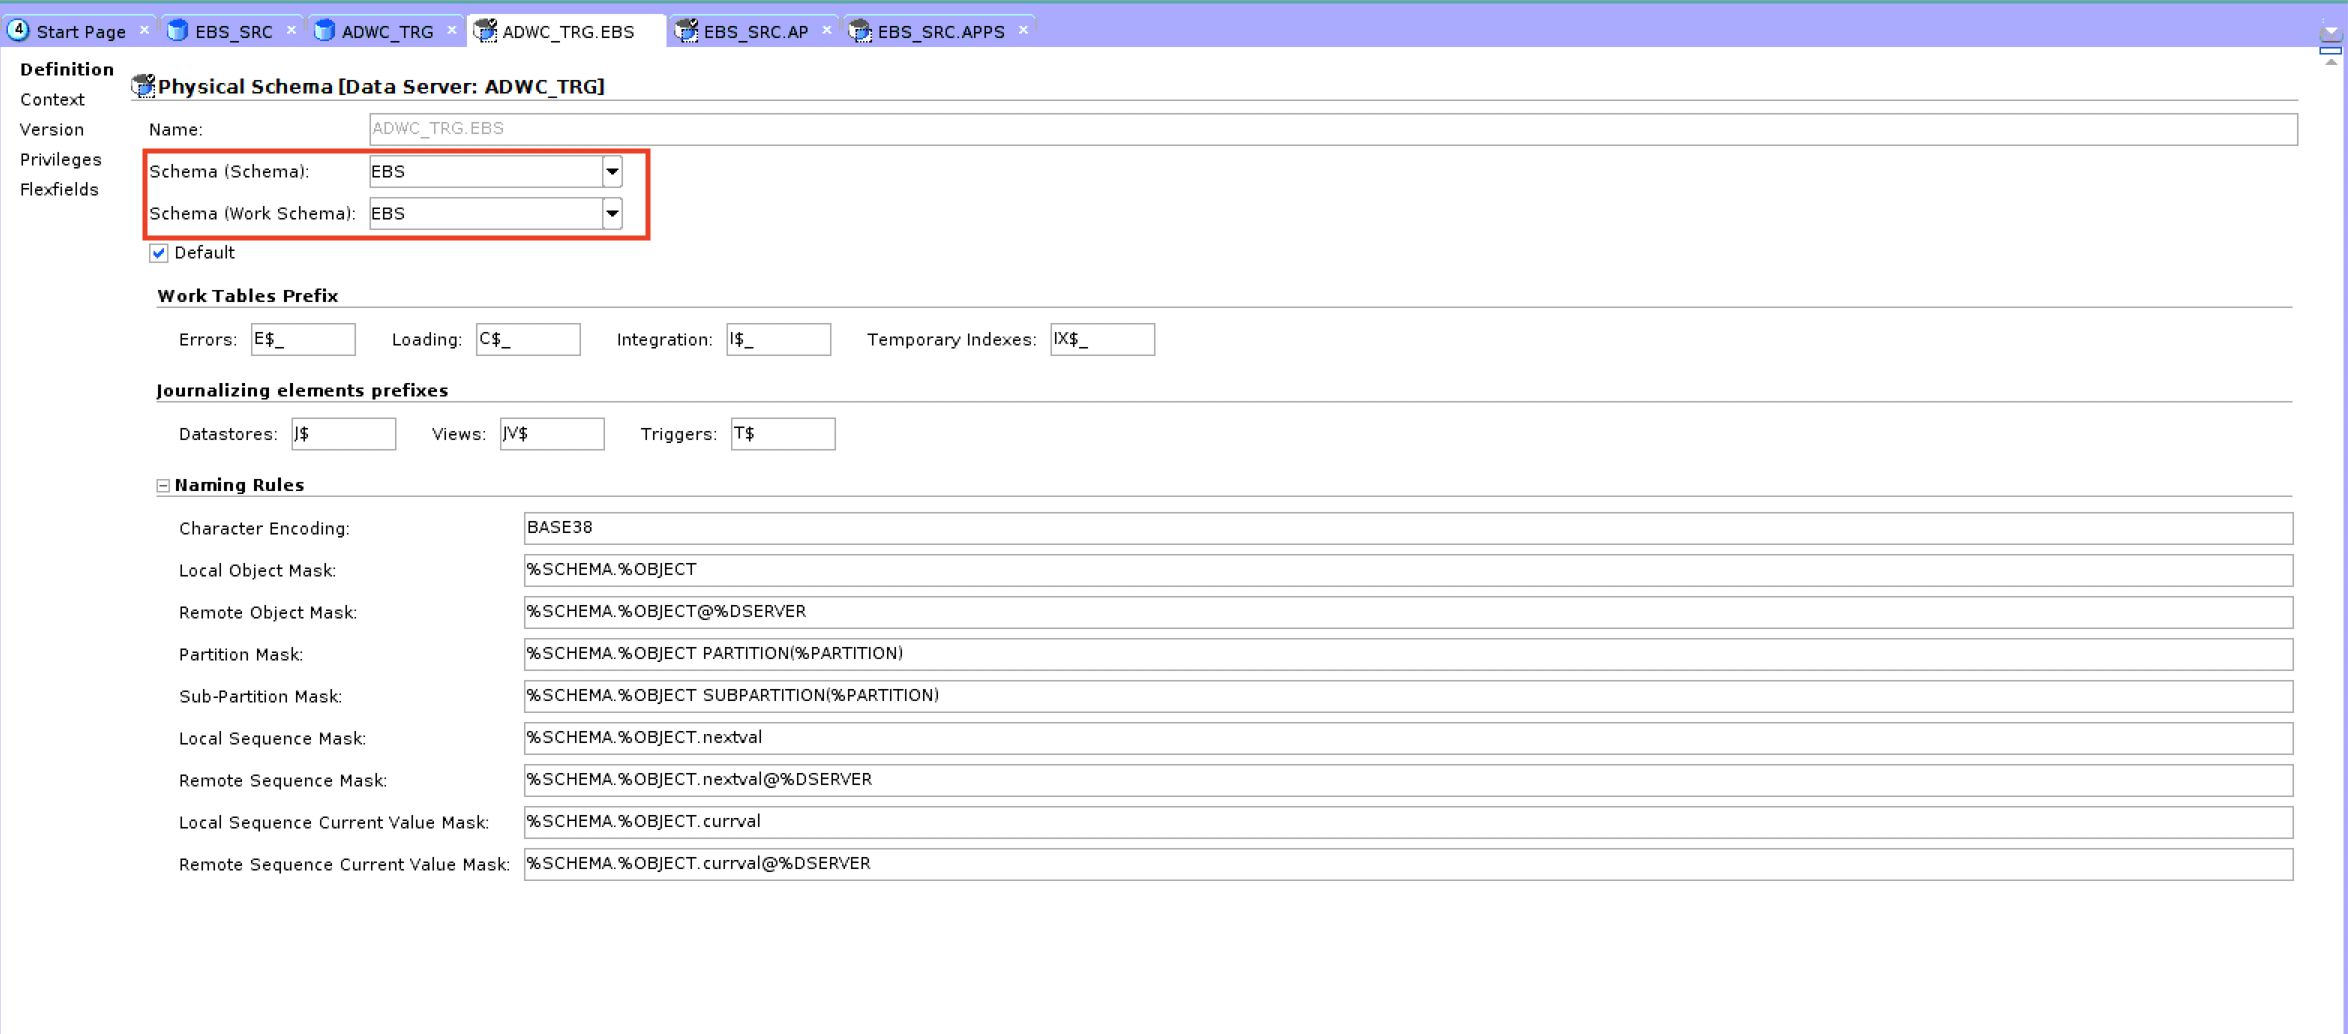 4 Start Page × EBS_SRC × ADWC_TRG × ADWC_TRG.EBS EBS_SRC.AP × EBS_SRC.APPS ×
Definition
Context
Version
Privileges
Flexfields
Physical Schema [Data Server: ADWC_TRG]
Name: ADWC_TRG.EBS
Schema (Schema): EBS
Schema (Work Schema): EBS
Default
Work Tables Prefix
Errors: E$_ Loading: C$_ Integration: I$_ Temporary Indexes: IX$_
Journalizing elements prefixes
Datastores: J$ Views: JV$ Triggers: T$
Naming Rules
Character Encoding: BASE38
Local Object Mask: %SCHEMA.%OBJECT
Remote Object Mask: %SCHEMA.%OBJECT@%DSERVER
Partition Mask: %SCHEMA.%OBJECT PARTITION(%PARTITION)
Sub-Partition Mask: %SCHEMA.%OBJECT SUBPARTITION(%PARTITION)
Local Sequence Mask: %SCHEMA.%OBJECT.nextval
Remote Sequence Mask: %SCHEMA.%OBJECT.nextval@%DSERVER
Local Sequence Current Value Mask: %SCHEMA.%OBJECT.currval
Remote Sequence Current Value Mask: %SCHEMA.%OBJECT.currval@%DSERVER